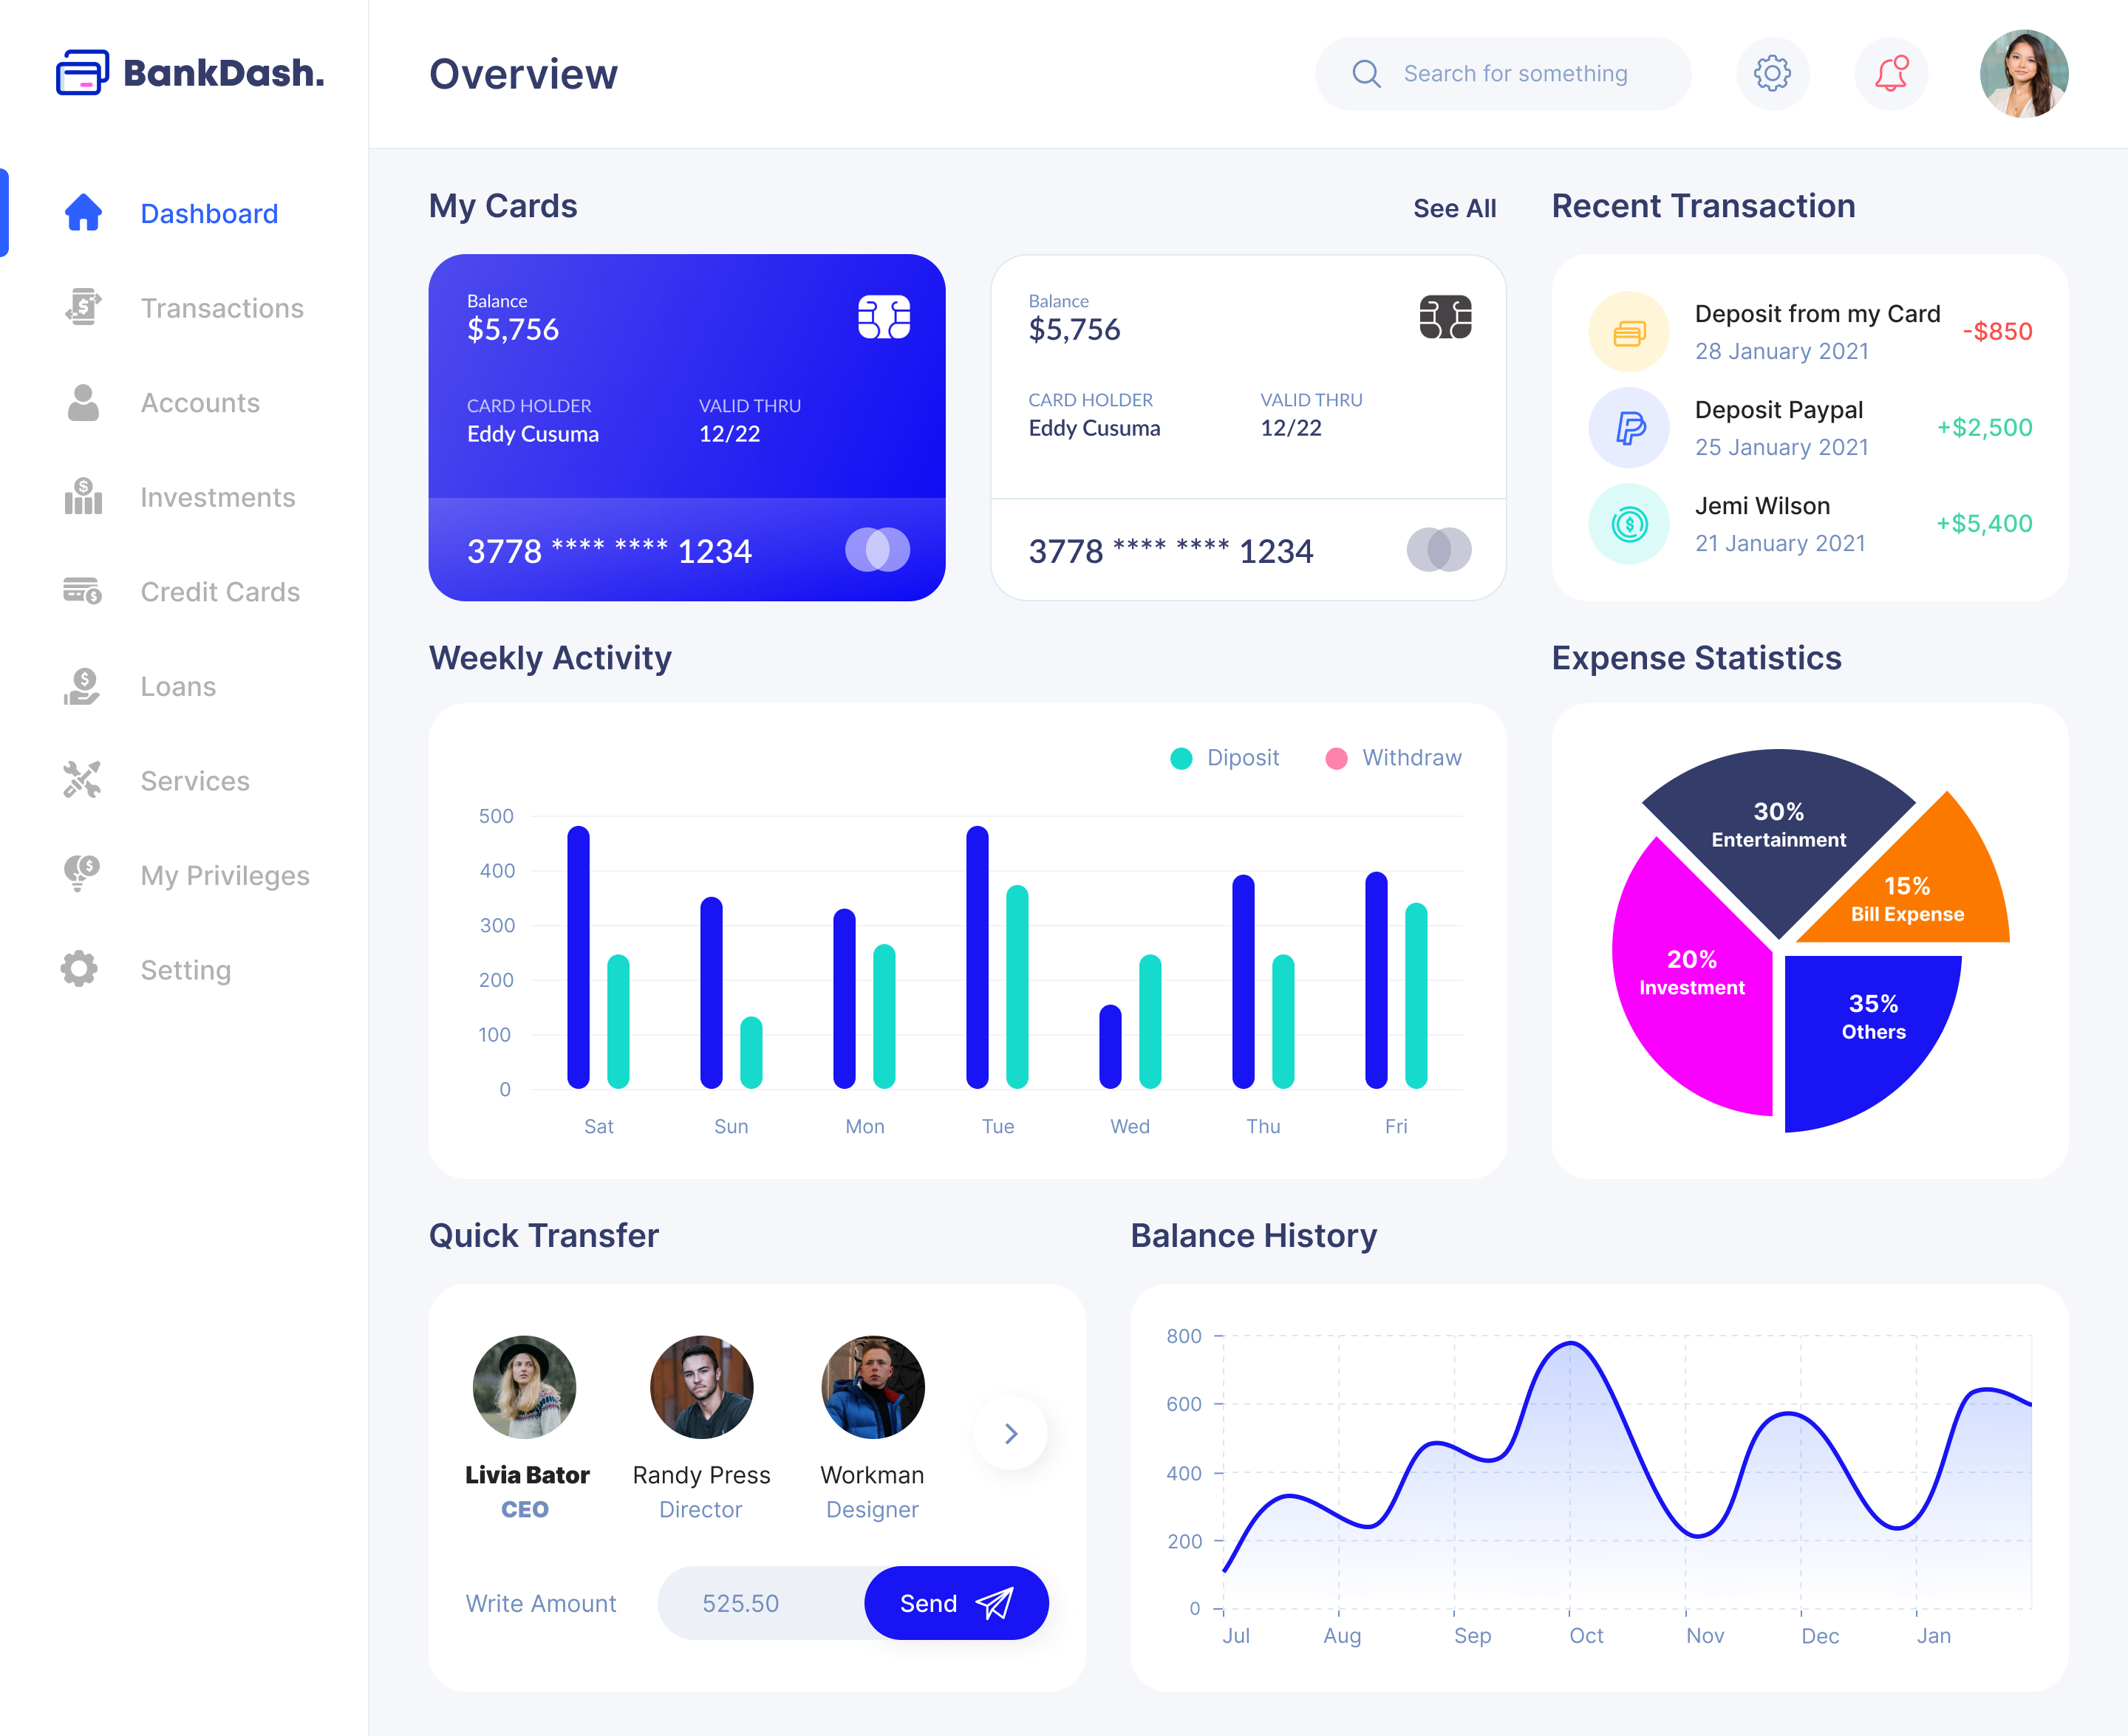 BankDash.
Overview
Search for something
Dashboard
Transactions
Accounts
Investments
Credit Cards
Loans
Services
My Privileges
Setting
My Cards
See All
Balance
$5,756
CARD HOLDER
VALID THRU
Eddy Cusuma
12/22
3778 **** **** 1234
Balance
$5,756
CARD HOLDER
VALID THRU
Eddy Cusuma
12/22
3778 **** **** 1234
Recent Transaction
Deposit from my Card
28 January 2021
-$850
Deposit Paypal
25 January 2021
+$2,500
Jemi Wilson
21 January 2021
+$5,400
Weekly Activity
Diposit
Withdraw
500
400
300
200
100
0
Sat Sun Mon Tue Wed Thu Fri
Expense Statistics
30%
Entertainment
15%
Bill Expense
20%
Investment
35%
Others
Quick Transfer
Livia Bator
CEO
Randy Press
Director
Workman
Designer
Write Amount
525.50
Send
Balance History
800
600
400
200
0
Jul Aug Sep Oct Nov Dec Jan